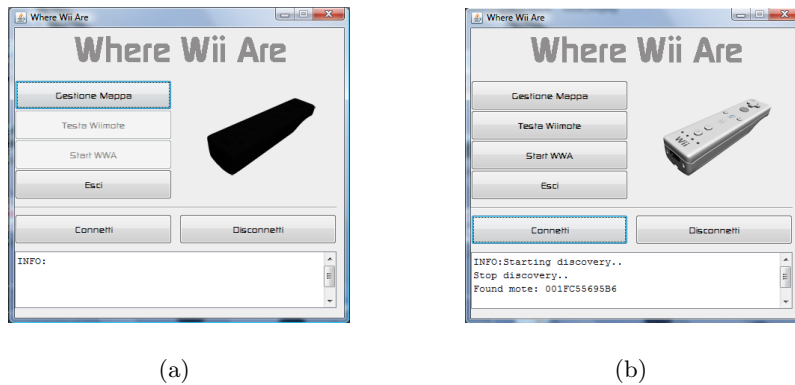 Where Wii Are
Where Wii Are
Gestione Mappa
Testa Wiimote
Start WWA
Esci
Connetti
Disconnetti
INFO:
(a)
Where Wii Are
Where Wii Are
Gestione Mappa
Testa Wiimote
Start WWA
Esci
Wii
Connetti
Disconnetti
INFO:Starting discovery..
Stop discovery..
Found mote: 001FC55695B6
(b)